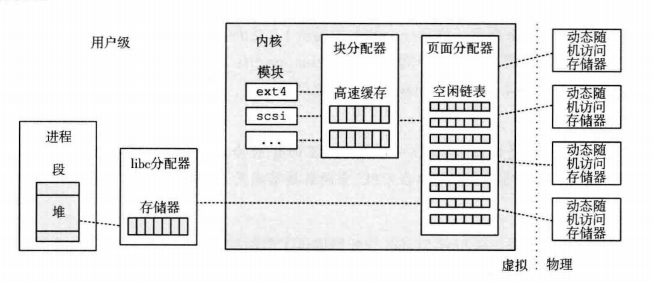 用户级
进程
段
堆
libc分配器
存储器
内核
模块
ext4
scsi
...
块分配器
高速缓存
页面分配器
空闲链表
动态随
机访问
存储器
动态随
机访问
存储器
动态随
机访问
存储器
动态随
机访问
存储器
虚拟
物理